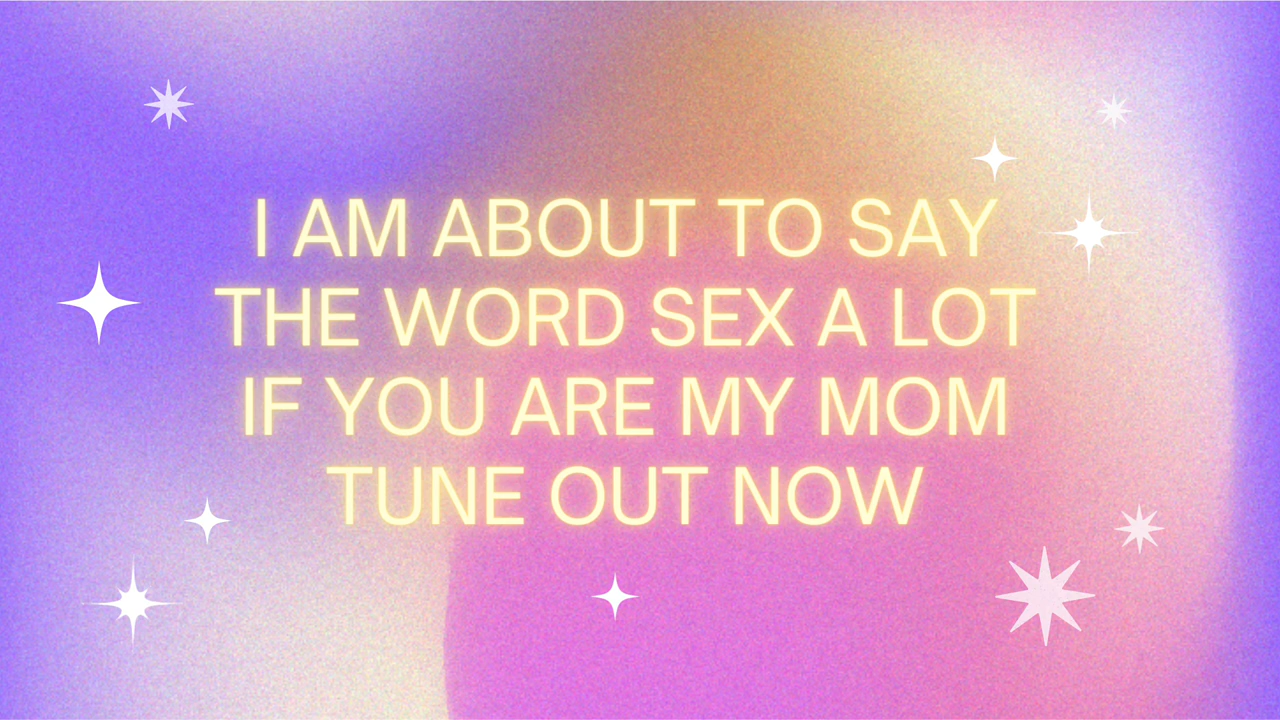 I AM ABOUT TO SAY
THE WORD SEX A LOT
IF YOU ARE MY MOM
TUNE OUT NOW